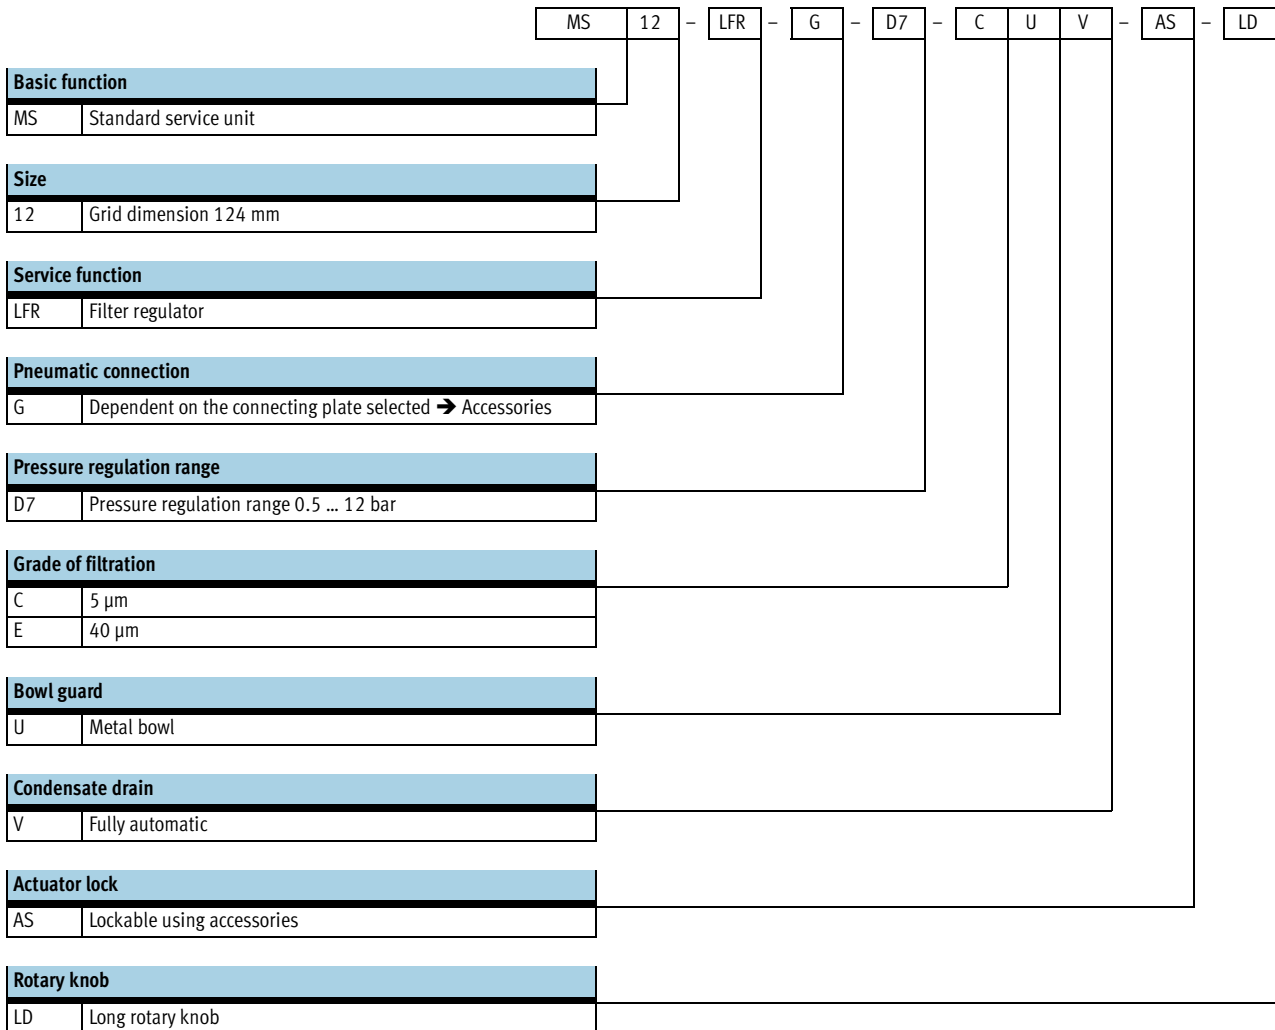 MS 12 – LFR – G – D7 – C U V – AS – LD
Basic function
MS Standard service unit
Size
12 Grid dimension 124 mm
Service function
LFR Filter regulator
Pneumatic connection
G Dependent on the connecting plate selected ➔ Accessories
Pressure regulation range
D7 Pressure regulation range 0.5 … 12 bar
Grade of filtration
C 5 µm
E 40 µm
Bowl guard
U Metal bowl
Condensate drain
V Fully automatic
Actuator lock
AS Lockable using accessories
Rotary knob
LD Long rotary knob